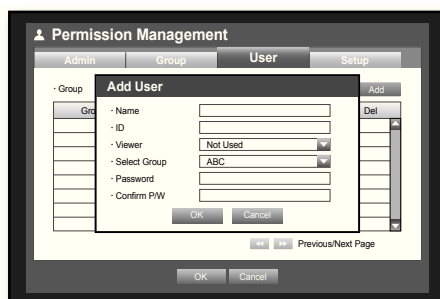 Permission Management
Admin Group User Setup
· Group Add
Add User
Gro Del
· Name
· ID
· Viewer Not Used
· Select Group ABC
· Password
· Confirm P/W
OK Cancel
Previous/Next Page
OK Cancel